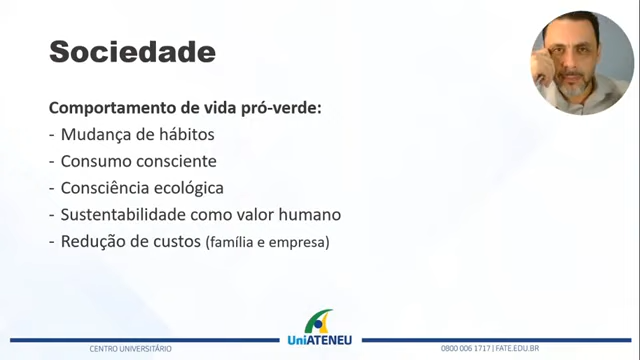 Sociedade
Comportamento de vida pró-verde:
- Mudança de hábitos
- Consumo consciente
- Consciência ecológica
- Sustentabilidade como valor humano
- Redução de custos (família e empresa)
UniATENEU
CENTRO UNIVERSITÁRIO
0800 006 1717 | FATE.EDU.BR